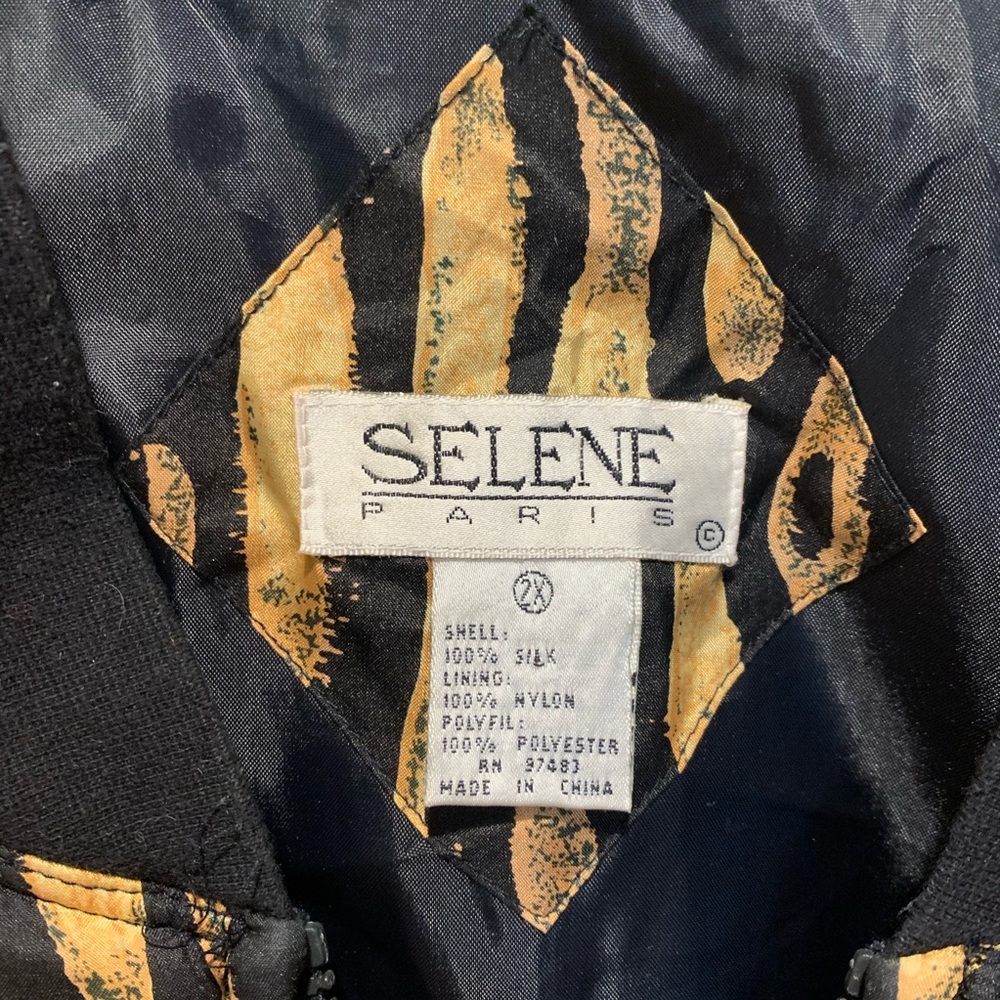 SELENE
PARIS
©
2X
SHELL:
100% SILK
LINING:
100% NYLON
POLYFIL:
100% POLYESTER
RN 97483
MADE IN CHINA